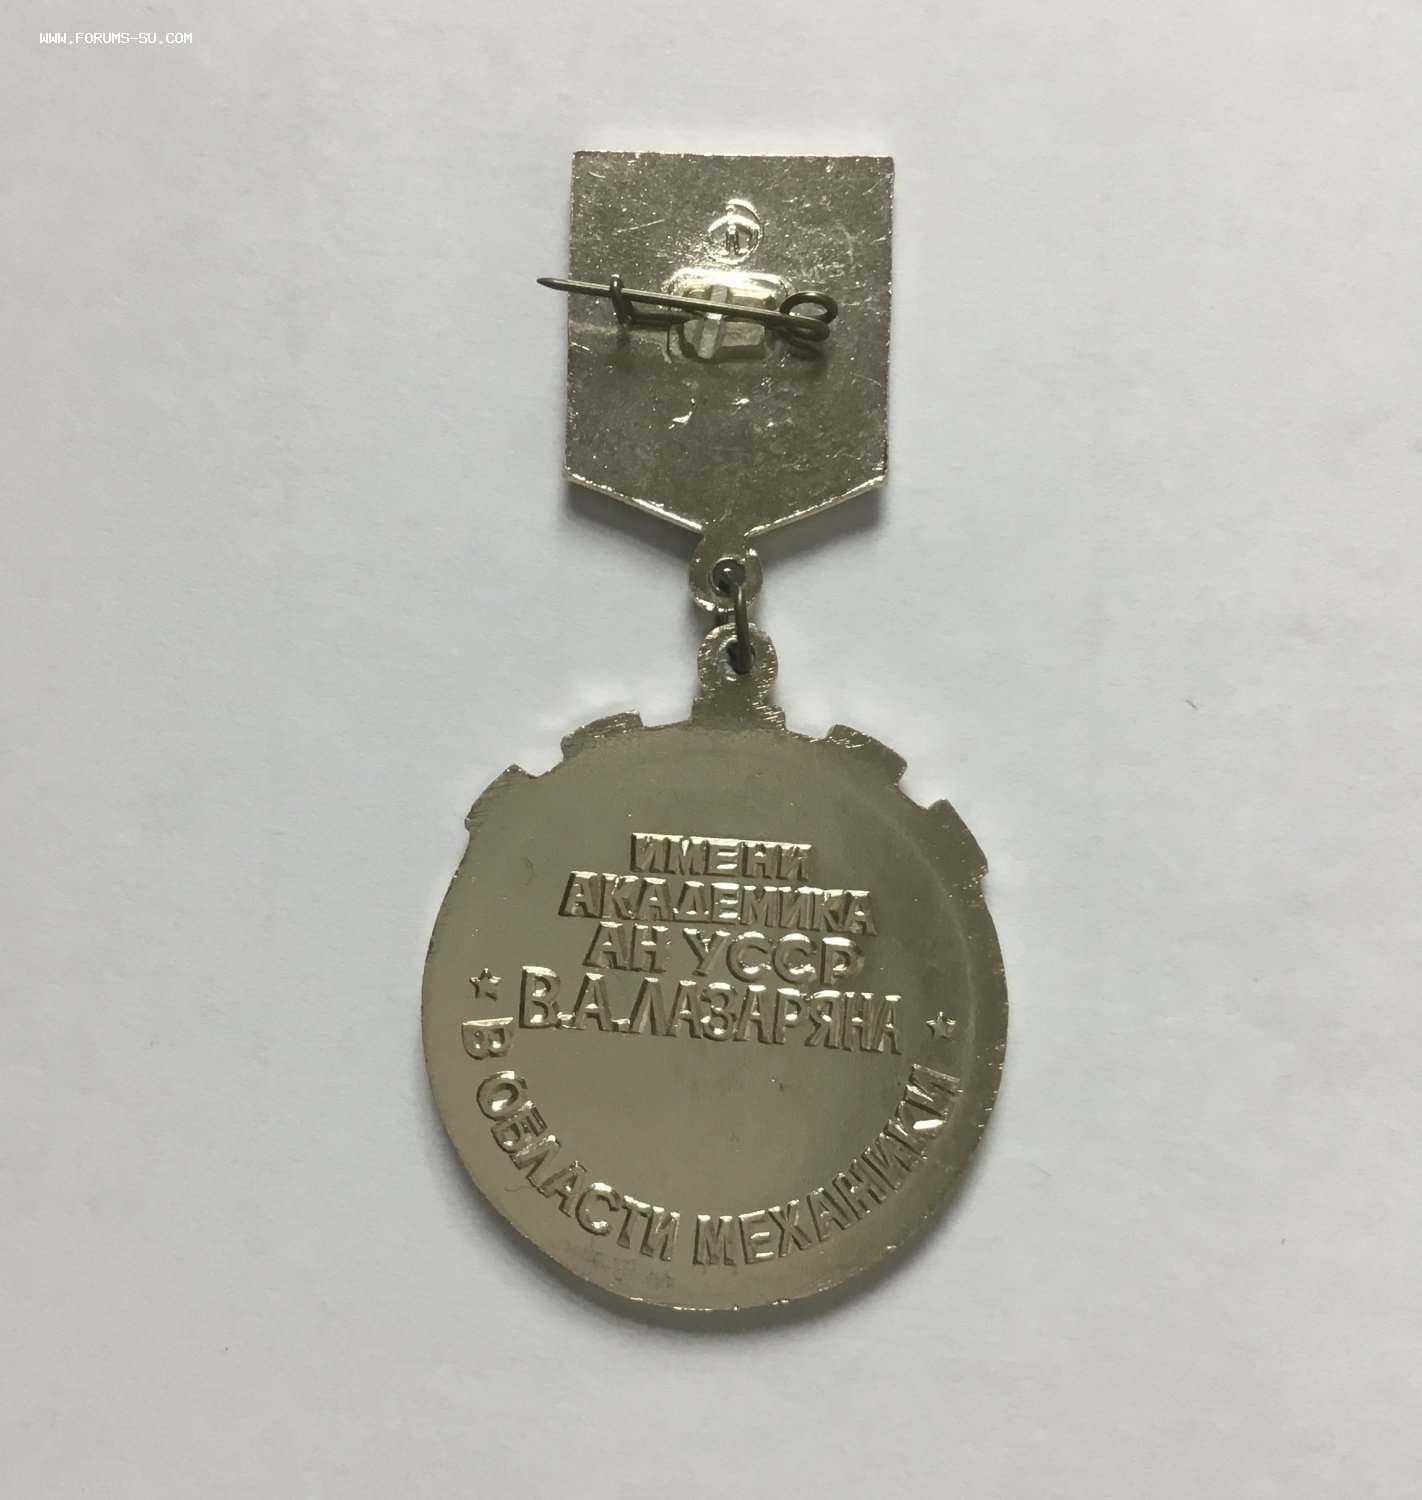 WWW.FORUMS-SU.COM
ИМЕНИ
АКАДЕМИКА
АН УССР
В.А.ЛАЗАРЯНА
В ОБЛАСТИ МЕХАНИКИ